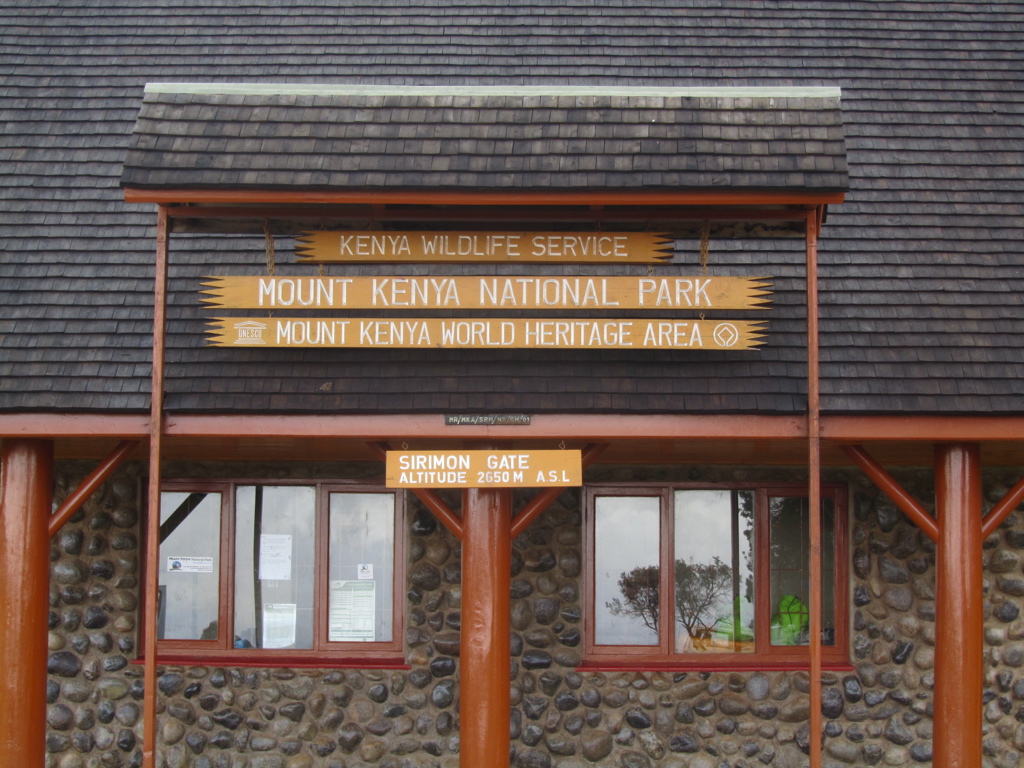 KENYA WILDLIFE SERVICE
MOUNT KENYA NATIONAL PARK
UNESCO MOUNT KENYA WORLD HERITAGE AREA
SIRIMON GATE
ALTITUDE 2650 M A.S.L